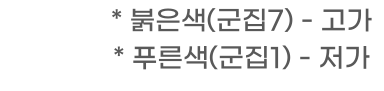 * 붉은색(군집7) - 고가
* 푸른색(군집1) - 저가